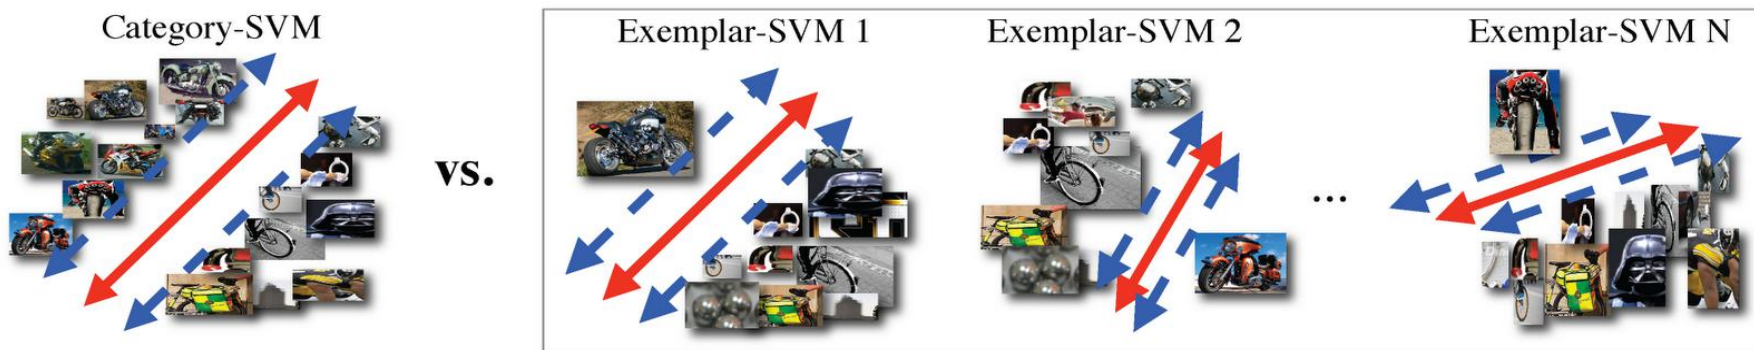 Category-SVM
vs.
Exemplar-SVM 1
Exemplar-SVM 2
...
Exemplar-SVM N